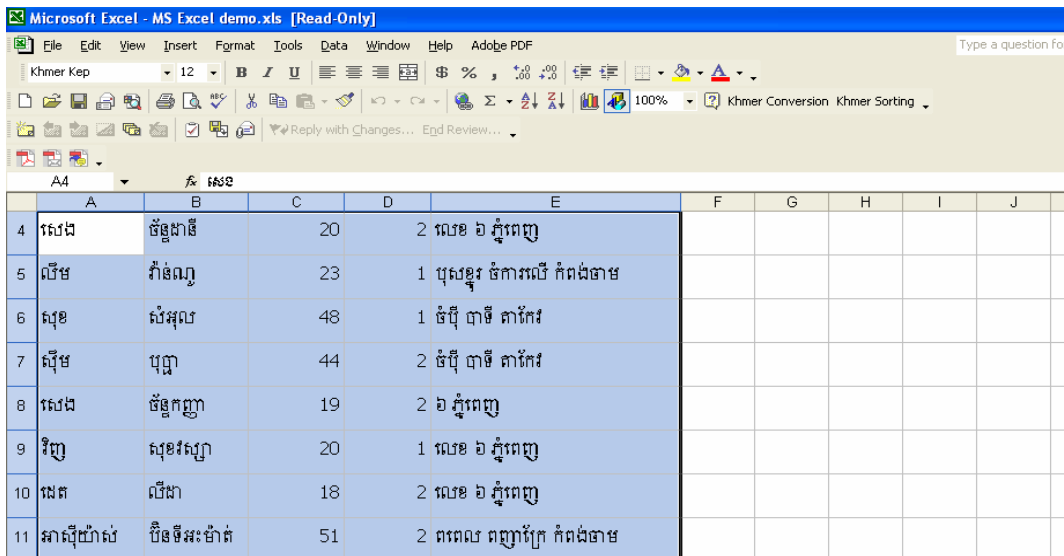 Microsoft Excel - MS Excel demo.xls [Read-Only]
File Edit View Insert Format Tools Data Window Help Adobe PDF Type a question fo
Khmer Kep 12 B I U $ % ,
100% Khmer Conversion Khmer Sorting
Reply with Changes... End Review...
A4 fx សេង
A B C D E F G H I J
4 សេង ច័ន្ទដានី 20 2 លេខ ៦ ភ្នំពេញ
5 លឹម វ៉ាន់ណូ 23 1 បុសខ្នុរ ចំការលើ កំពង់ចាម
6 សុខ សំអុល 48 1 ចំប៉ី បាទី តាកែវ
7 ស៊ឹម បុប្ផា 44 2 ចំប៉ី បាទី តាកែវ
8 សេង ច័ន្ទកញ្ញា 19 2 ៦ ភ្នំពេញ
9 វិញ សុខវស្សា 20 1 លេខ ៦ ភ្នំពេញ
10 ដេត លីដា 18 2 លេខ ៦ ភ្នំពេញ
11 អាស៊ីយ៉ាស់ ប៊ិនទីអះម៉ាត់ 51 2 ពពេល ពញាក្រែក កំពង់ចាម